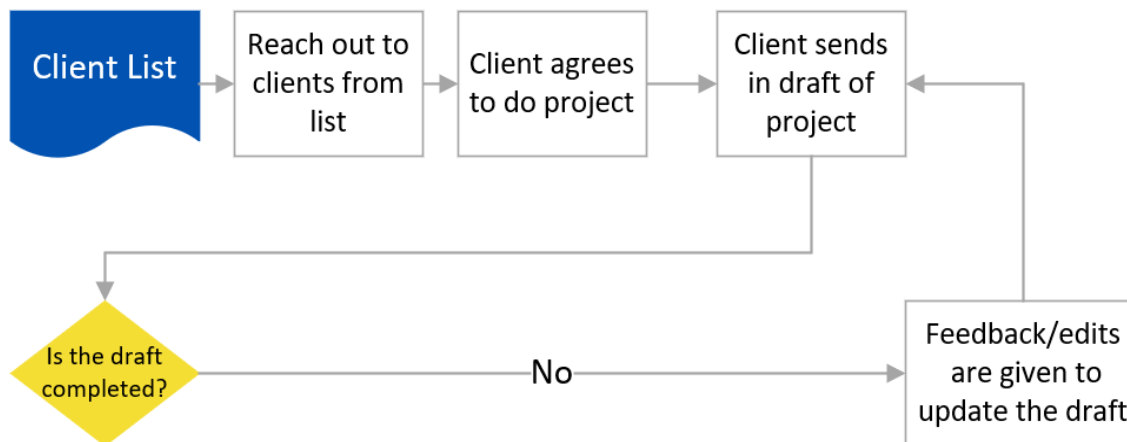 Client List
Reach out to
clients from
list
Client agrees
to do project
Client sends
in draft of
project
Is the draft
completed?
No
Feedback/edits
are given to
update the draft